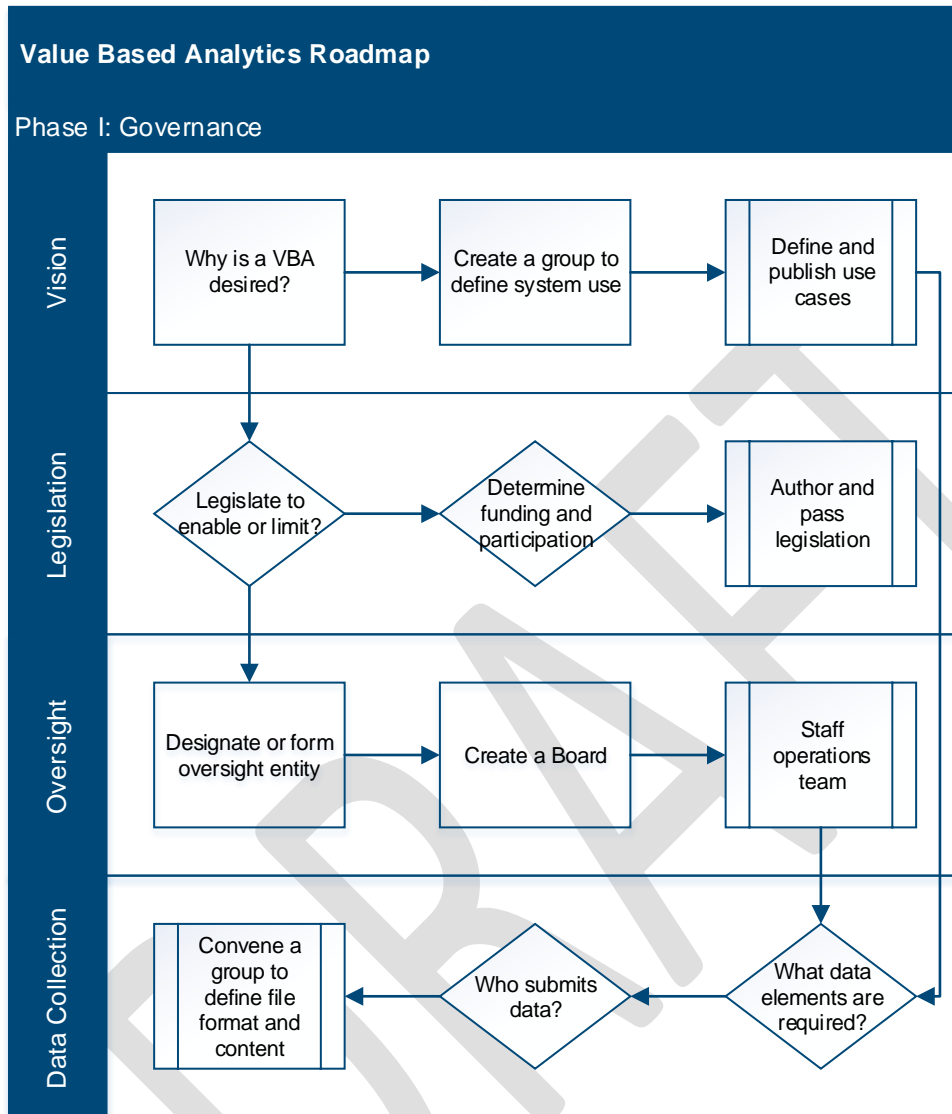 Value Based Analytics Roadmap
Phase I: Governance
Vision
Why is a VBA
desired?
Create a group to
define system use
Define and
publish use
cases
Legislation
Legislate to
enable or limit?
Determine
funding and
participation
Author and
pass
legislation
Oversight
Designate or form
oversight entity
Create a Board
Staff
operations
team
Data Collection
Convene a
group to
define file
format and
content
Who submits
data?
What data
elements are
required?
DRAFT